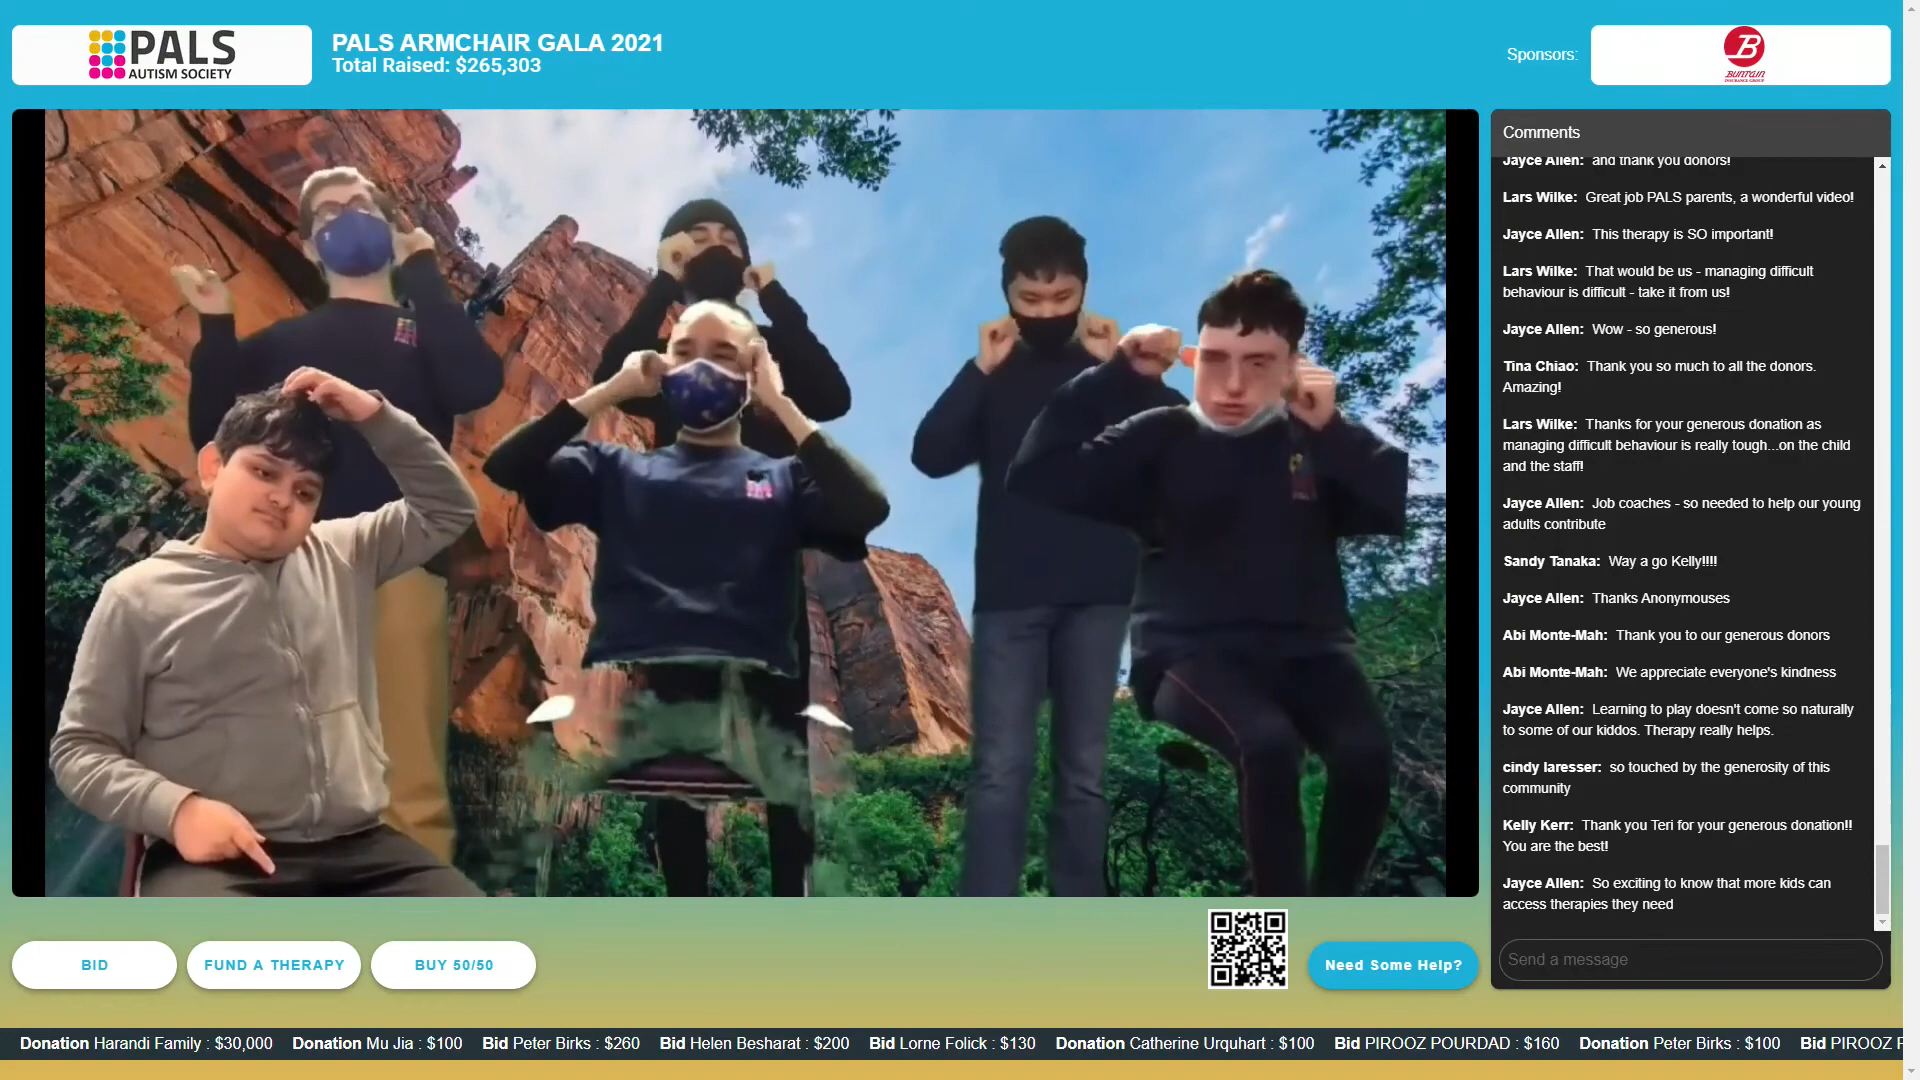 PALS
AUTISM SOCIETY
PALS ARMCHAIR GALA 2021
Total Raised: $265,303
Sponsors:
B
BUNTAIN
INSURANCE GROUP
Comments
Jayce Allen: and thank you donors!
Lars Wilke: Great job PALS parents, a wonderful video!
Jayce Allen: This therapy is SO important!
Lars Wilke: That would be us - managing difficult
behaviour is difficult - take it from us!
Jayce Allen: Wow - so generous!
Tina Chiao: Thank you so much to all the donors.
Amazing!
Lars Wilke: Thanks for your generous donation as
managing difficult behaviour is really tough...on the child
and the staff!
Jayce Allen: Job coaches - so needed to help our young
adults contribute
Sandy Tanaka: Way a go Kelly!!!!
Jayce Allen: Thanks Anonymouses
Abi Monte-Mah: Thank you to our generous donors
Abi Monte-Mah: We appreciate everyone's kindness
Jayce Allen: Learning to play doesn't come so naturally
to some of our kiddos. Therapy really helps.
cindy laresser: so touched by the generosity of this
community
Kelly Kerr: Thank you Teri for your generous donation!!
You are the best!
Jayce Allen: So exciting to know that more kids can
access therapies they need
Send a message
BID
FUND A THERAPY
BUY 50/50
Need Some Help?
Donation Harandi Family : $30,000 Donation Mu Jia : $100 Bid Peter Birks : $260 Bid Helen Besharat : $200 Bid Lorne Folick : $130 Donation Catherine Urquhart : $100 Bid PIROOZ POURDAD : $160 Donation Peter Birks : $100 Bid PIROOZ